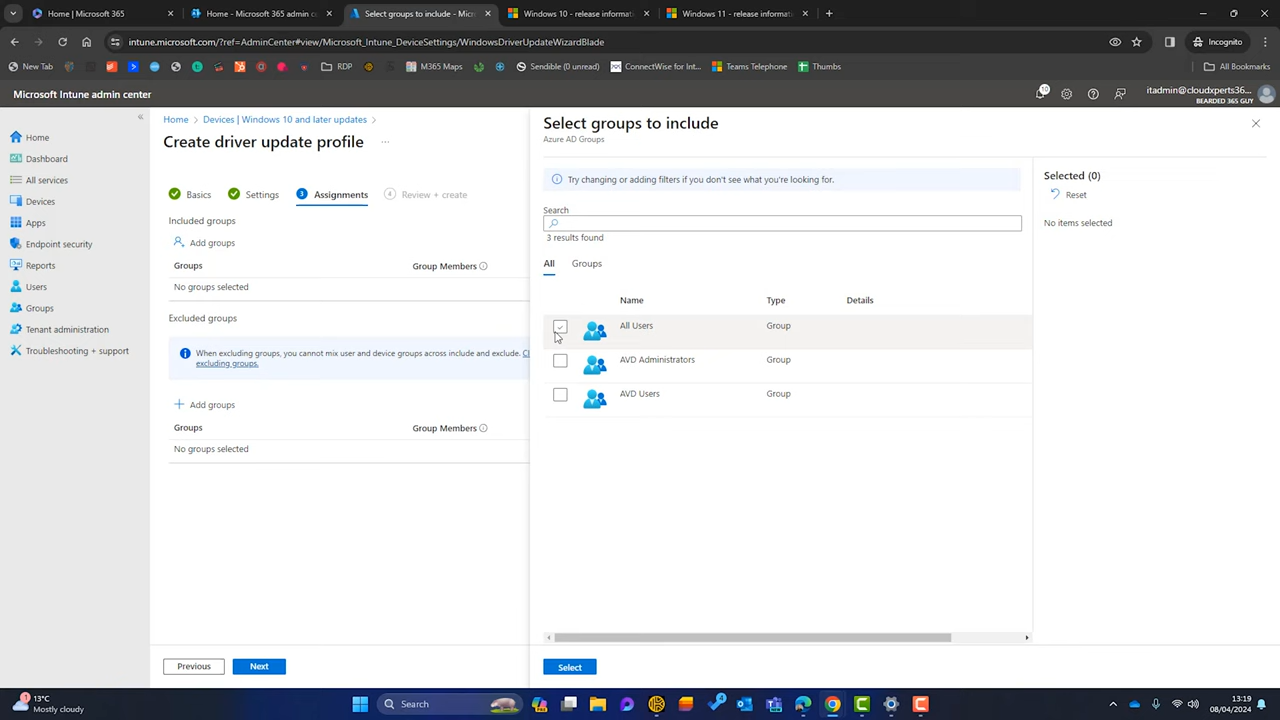 Home | Microsoft 365
Home - Microsoft 365 admin cen
Select groups to include - Micro
Windows 10 - release informatio
Windows 11 - release informatio
intune.microsoft.com/?ref=AdminCenter#view/Microsoft_Intune_DeviceSettings/WindowsDriverUpdateWizardBlade
Incognito
New Tab
RDP
M365 Maps
Sendible (0 unread)
ConnectWise for Int...
Teams Telephone
Thumbs
All Bookmarks
Microsoft Intune admin center
10
itadmin@cloudxperts36...
BEARDED 365 GUY
Home
Dashboard
All services
Devices
Apps
Endpoint security
Reports
Users
Groups
Tenant administration
Troubleshooting + support
Home > Devices | Windows 10 and later updates >
Create driver update profile ...
Basics
Settings
3 Assignments
4 Review + create
Included groups
Add groups
Groups Group Members
No groups selected
Excluded groups
When excluding groups, you cannot mix user and device groups across include and exclude. Cl
excluding groups.
Add groups
Groups Group Members
No groups selected
Previous
Next
Select groups to include
Azure AD Groups
Try changing or adding filters if you don't see what you're looking for.
Search
3 results found
All Groups
Name Type Details
All Users Group
AVD Administrators Group
AVD Users Group
Select
Selected (0)
Reset
No items selected
13°C
Mostly cloudy
Search
13:19
08/04/2024